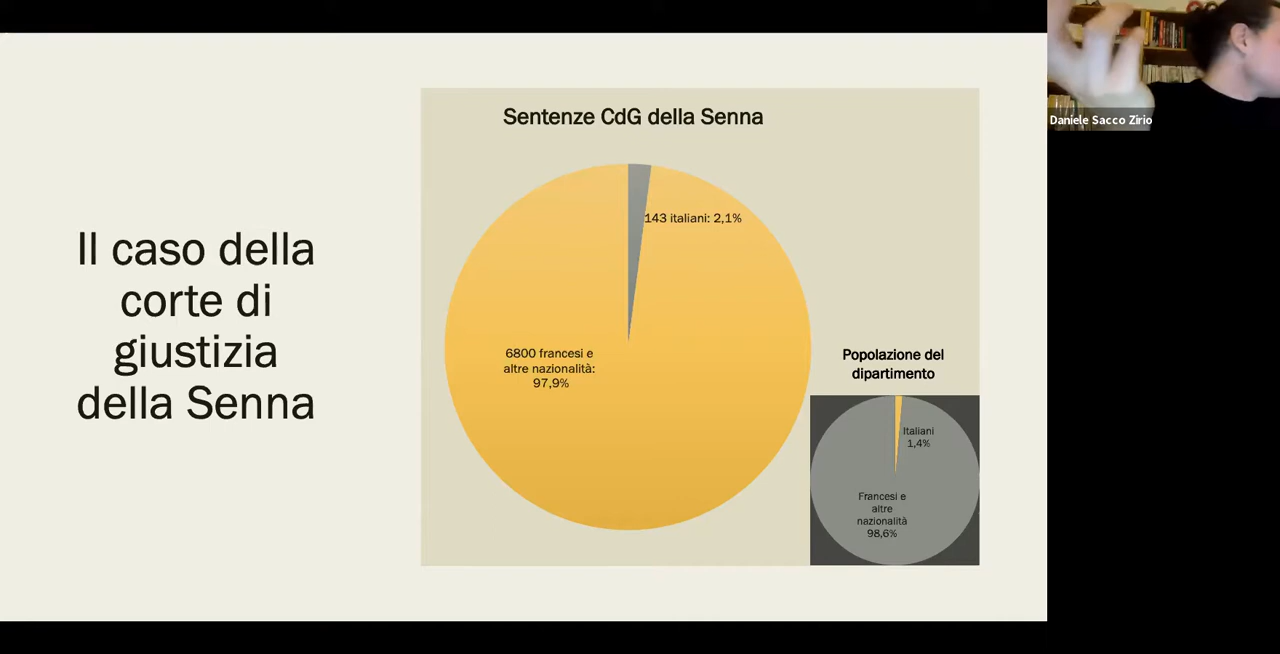 Il caso della
corte di
giustizia
della Senna
Sentenze CdG della Senna
143 italiani: 2,1%
6800 francesi e
altre nazionalità:
97,9%
Popolazione del
dipartimento
Italiani
1,4%
Francesi e
altre
nazionalità
98,6%
Daniele Sacco Zirio